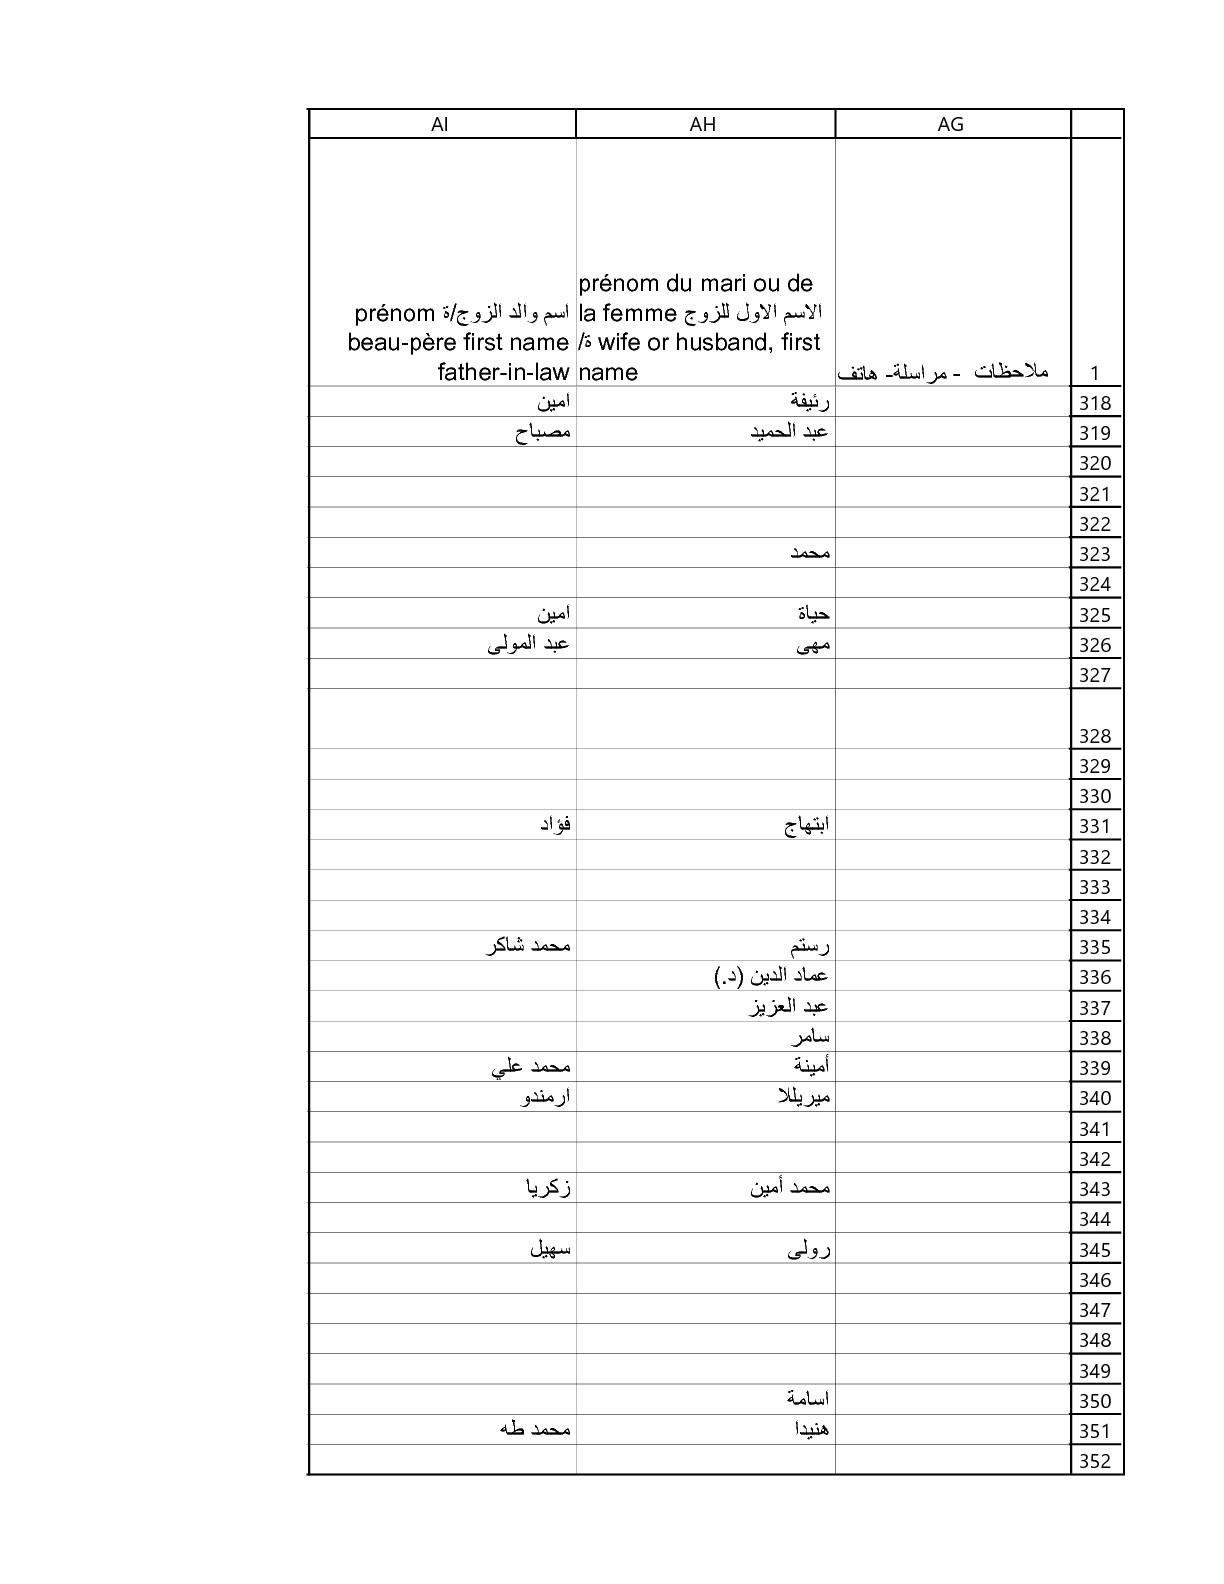 AI AH AG
prénom du mari ou de
prénom اسم والد الزوج/ة la femme الاسم الاول للزوج
beau-père first name /ة wife or husband, first
father-in-law name ملاحظات - مراسلة- هاتف 1
امين رئيفة 318
مصباح عبد الحميد 319
320
321
322
محمد 323
324
امين حياة 325
عبد المولى مهى 326
327
328
329
330
فؤاد ابتهاج 331
332
333
334
محمد شاكر رستم 335
عماد الدين (د.) 336
عبد العزيز 337
سامر 338
محمد علي أمينة 339
ارمندو ميريللا 340
341
342
زكريا محمد أمين 343
344
سهيل رولى 345
346
347
348
349
اسامة 350
محمد طه هنيدا 351
352